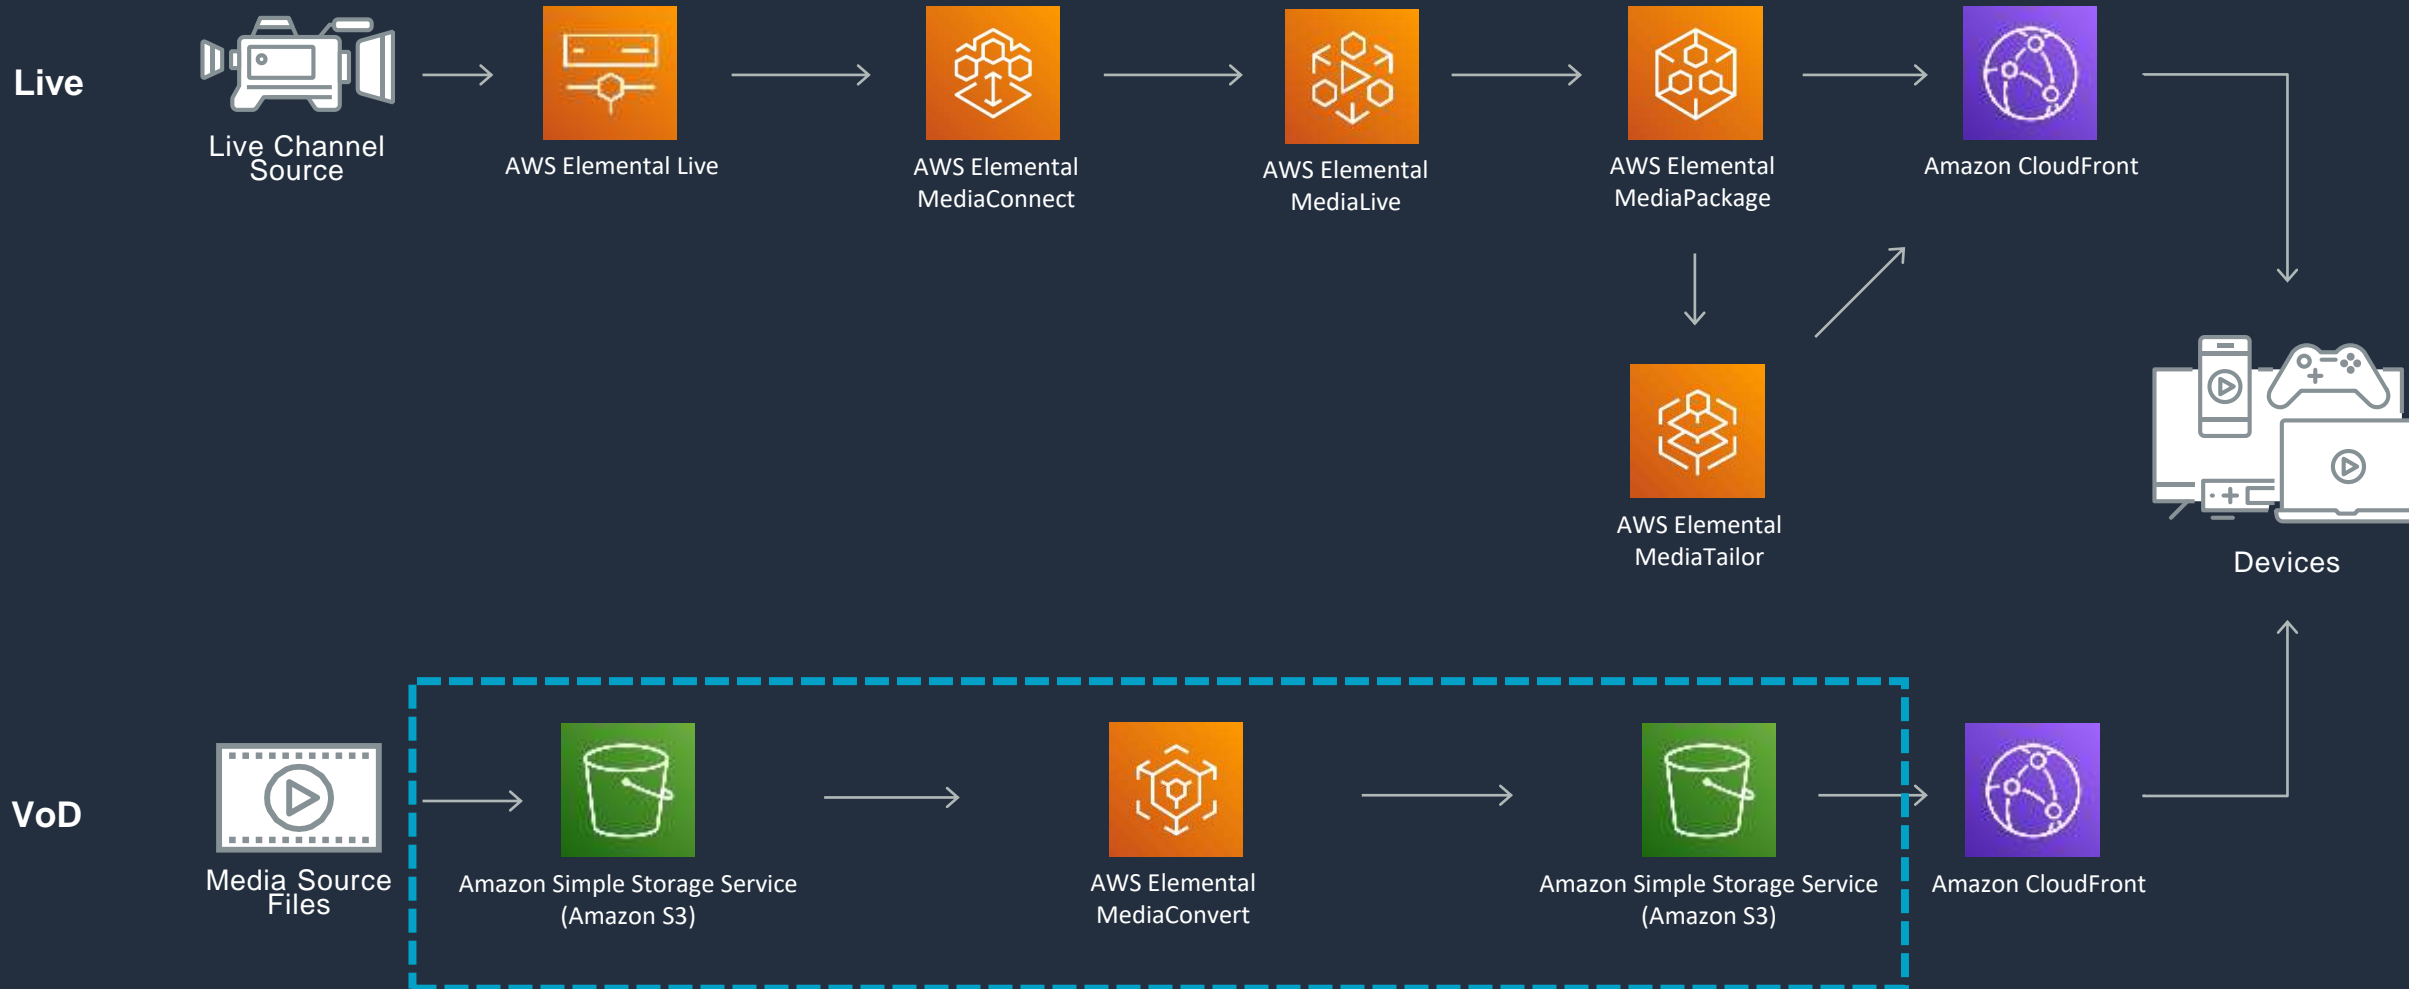 Live
Live Channel
Source
AWS Elemental Live
AWS Elemental
MediaConnect
AWS Elemental
MediaLive
AWS Elemental
MediaPackage
Amazon CloudFront
AWS Elemental
MediaTailor
Devices
VoD
Media Source
Files
Amazon Simple Storage Service
(Amazon S3)
AWS Elemental
MediaConvert
Amazon Simple Storage Service
(Amazon S3)
Amazon CloudFront